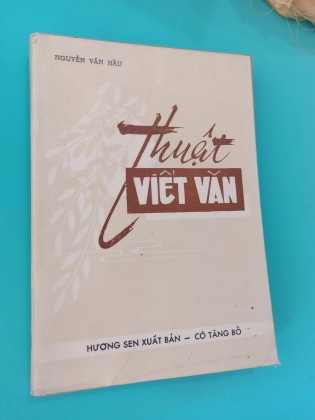 NGUYỄN VĂN HẦU
Thuật
VIẾT VĂN
HƯƠNG SEN XUẤT BẢN – CÓ TĂNG BỔ